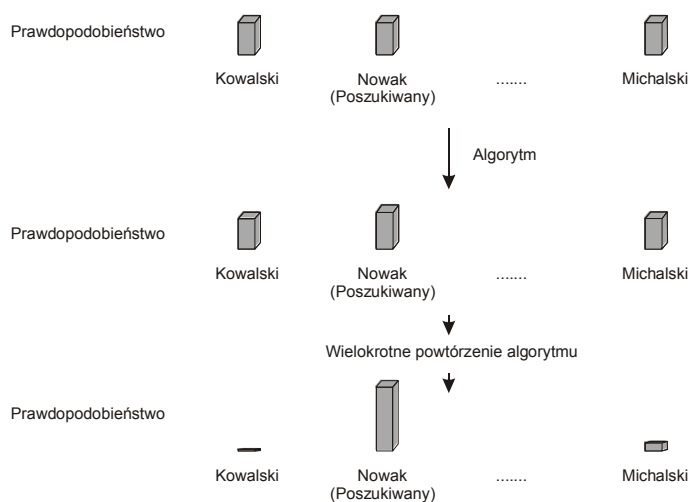 Prawdopodobieństwo
Kowalski Nowak ....... Michalski
(Poszukiwany)
Algorytm
Prawdopodobieństwo
Kowalski Nowak ....... Michalski
(Poszukiwany)
Wielokrotne powtórzenie algorytmu
Prawdopodobieństwo
Kowalski Nowak ....... Michalski
(Poszukiwany)